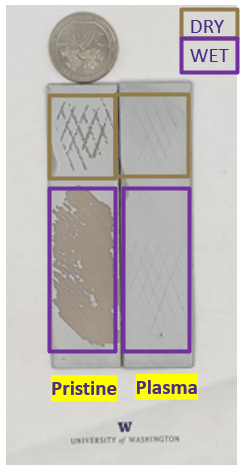 DRY
WET
Pristine
Plasma
W
UNIVERSITY of WASHINGTON